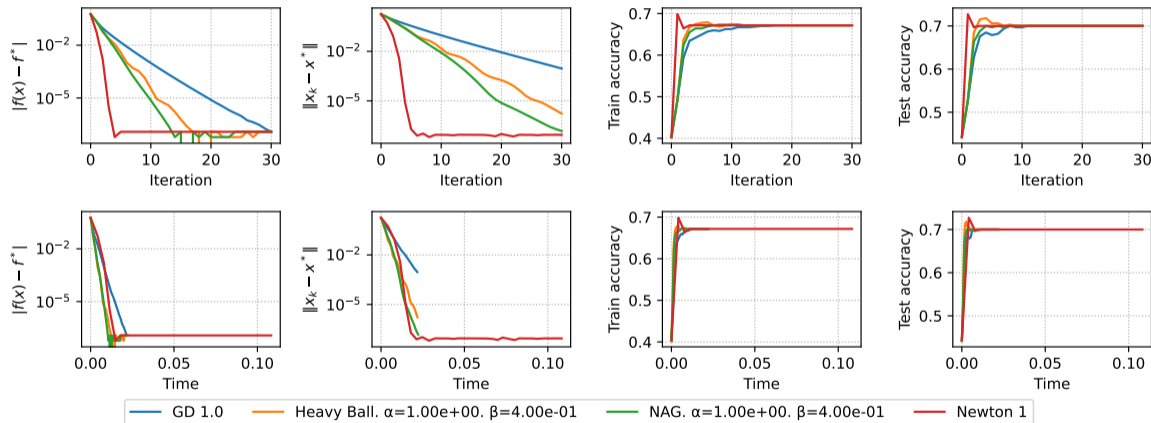 |f(x) − f*|
10⁻²
10⁻⁵
0 10 20 30
Iteration
‖x_k − x*‖
10⁻²
10⁻⁵
0 10 20 30
Iteration
Train accuracy
0.7
0.6
0.5
0.4
0 10 20 30
Iteration
Test accuracy
0.7
0.6
0.5
0 10 20 30
Iteration
|f(x) − f*|
10⁻²
10⁻⁵
0.00 0.05 0.10
Time
‖x_k − x*‖
10⁻²
10⁻⁵
0.00 0.05 0.10
Time
Train accuracy
0.7
0.6
0.5
0.4
0.00 0.05 0.10
Time
Test accuracy
0.7
0.6
0.5
0.00 0.05 0.10
Time
GD 1.0 Heavy Ball. α=1.00e+00. β=4.00e-01 NAG. α=1.00e+00. β=4.00e-01 Newton 1